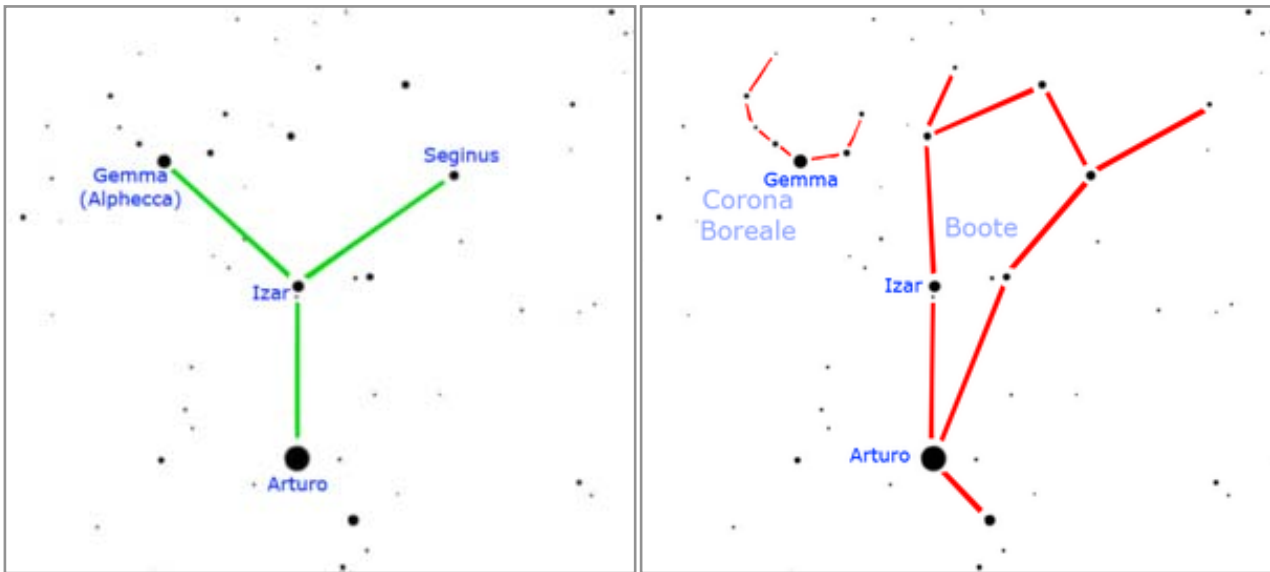 Seginus
Gemma
(Alphecca)
Izar
Arturo
Gemma
Corona
Boreale
Boote
Izar
Arturo